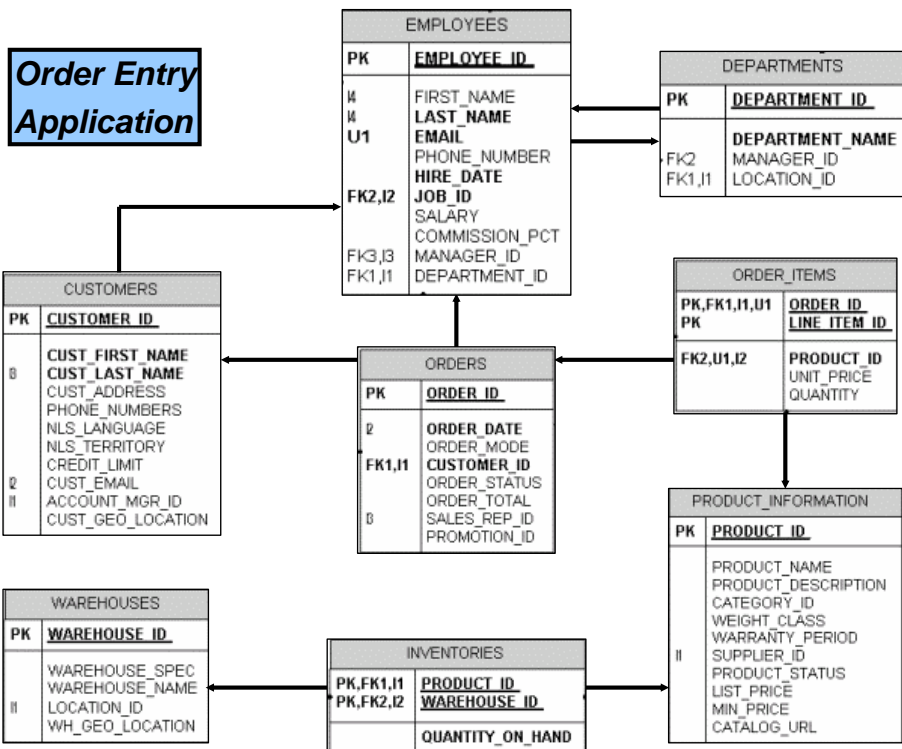 Order Entry
Application
EMPLOYEES
PK EMPLOYEE_ID
I4 FIRST_NAME
I4 LAST_NAME
U1 EMAIL
PHONE_NUMBER
HIRE_DATE
FK2,I2 JOB_ID
SALARY
COMMISSION_PCT
FK3,I3 MANAGER_ID
FK1,I1 DEPARTMENT_ID
DEPARTMENTS
PK DEPARTMENT_ID
DEPARTMENT_NAME
FK2 MANAGER_ID
FK1,I1 LOCATION_ID
CUSTOMERS
PK CUSTOMER_ID
CUST_FIRST_NAME
I3 CUST_LAST_NAME
CUST_ADDRESS
PHONE_NUMBERS
NLS_LANGUAGE
NLS_TERRITORY
CREDIT_LIMIT
I2 CUST_EMAIL
I1 ACCOUNT_MGR_ID
CUST_GEO_LOCATION
ORDERS
PK ORDER_ID
I2 ORDER_DATE
ORDER_MODE
FK1,I1 CUSTOMER_ID
ORDER_STATUS
ORDER_TOTAL
I3 SALES_REP_ID
PROMOTION_ID
ORDER_ITEMS
PK,FK1,I1,U1 ORDER_ID
PK LINE_ITEM_ID
FK2,U1,I2 PRODUCT_ID
UNIT_PRICE
QUANTITY
PRODUCT_INFORMATION
PK PRODUCT_ID
PRODUCT_NAME
PRODUCT_DESCRIPTION
CATEGORY_ID
WEIGHT_CLASS
WARRANTY_PERIOD
I1 SUPPLIER_ID
PRODUCT_STATUS
LIST_PRICE
MIN_PRICE
CATALOG_URL
WAREHOUSES
PK WAREHOUSE_ID
WAREHOUSE_SPEC
WAREHOUSE_NAME
I1 LOCATION_ID
WH_GEO_LOCATION
INVENTORIES
PK,FK1,I1 PRODUCT_ID
PK,FK2,I2 WAREHOUSE_ID
QUANTITY_ON_HAND